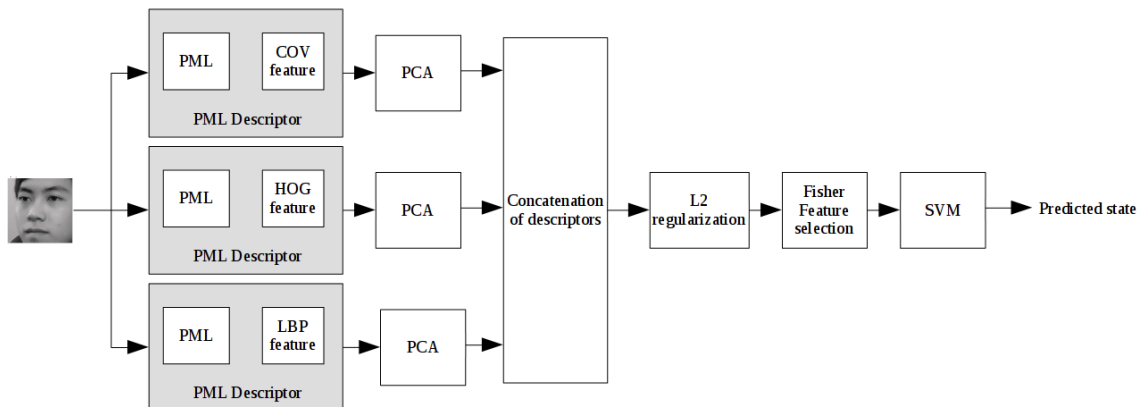 PML
COV
feature
PML Descriptor
PCA
PML
HOG
feature
PML Descriptor
PCA
PML
LBP
feature
PML Descriptor
PCA
Concatenation
of descriptors
L2
regularization
Fisher
Feature
selection
SVM
Predicted state